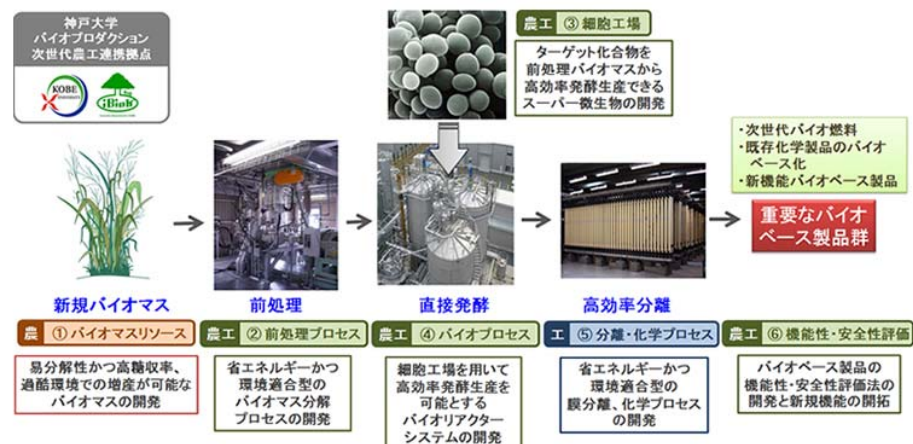 神戸大学
バイオプロダクション
次世代農工連携拠点
KOBE
UNIVERSITY
iBioK
農工 ③ 細胞工場
ターゲット化合物を
前処理バイオマスから
高効率発酵生産できる
スーパー微生物の開発
・次世代バイオ燃料
・既存化学製品のバイオ
ベース化
・新機能バイオベース製品
重要なバイオ
ベース製品群
新規バイオマス
前処理
直接発酵
高効率分離
農 ① バイオマスリソース
易分解性かつ高糖収率、
過酷環境での増産が可能な
バイオマスの開発
農工 ② 前処理プロセス
省エネルギーかつ
環境適合型の
バイオマス分解
プロセスの開発
農工 ④ バイオプロセス
細胞工場を用いて
高効率発酵生産を
可能とする
バイオリアクター
システムの開発
工 ⑤ 分離・化学プロセス
省エネルギーかつ
環境適合型の
膜分離、化学プロセス
の開発
農工 ⑥ 機能性・安全性評価
バイオベース製品の
機能性・安全性評価法の
開発と新規機能の開拓